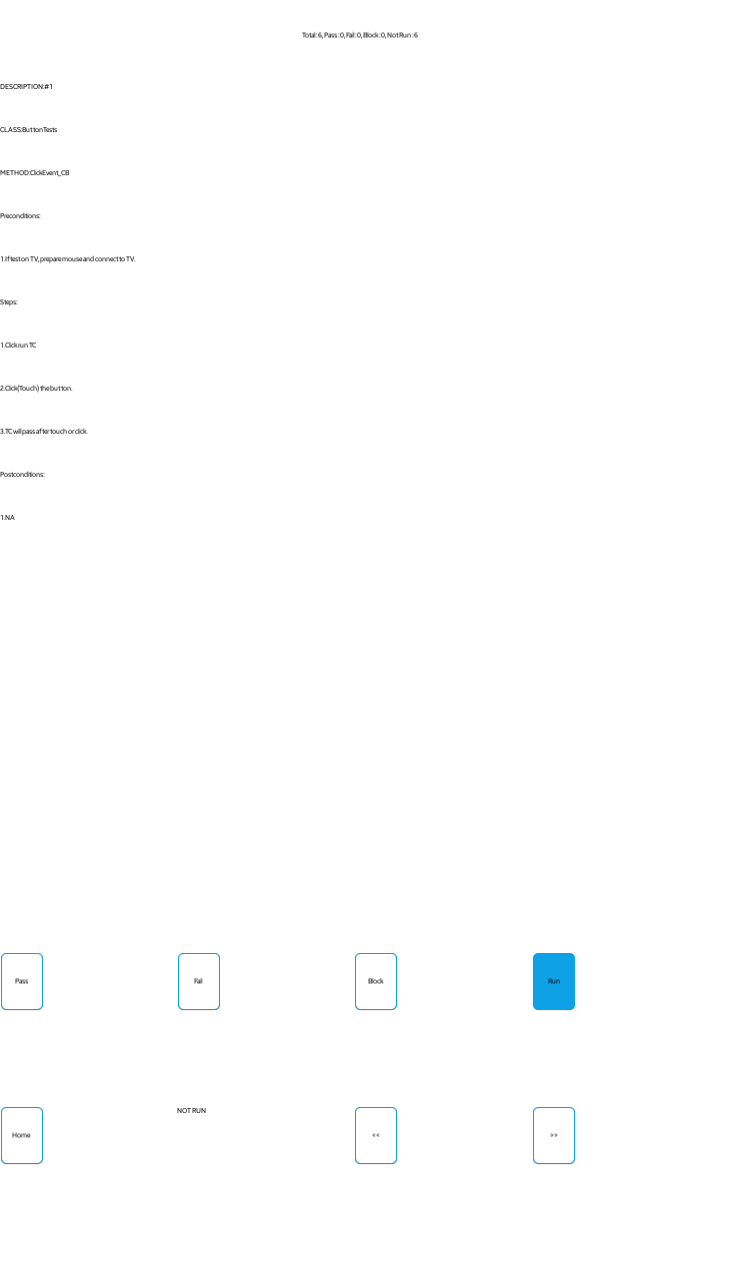 Total : 6, Pass : 0, Fail : 0, Block : 0, Not Run : 6
DESCRIPTION:#1
CLASS:ButtonTests
METHOD:ClickEvent_CB
Preconditions:
1.If test on TV, prepare mouse and connect to TV.
Steps:
1.Click run TC
2.Click(Touch) the button.
3.TC will pass after touch or click.
Postconditions:
1.NA
Pass
Fail
Block
Run
Home
NOT RUN
<<
>>